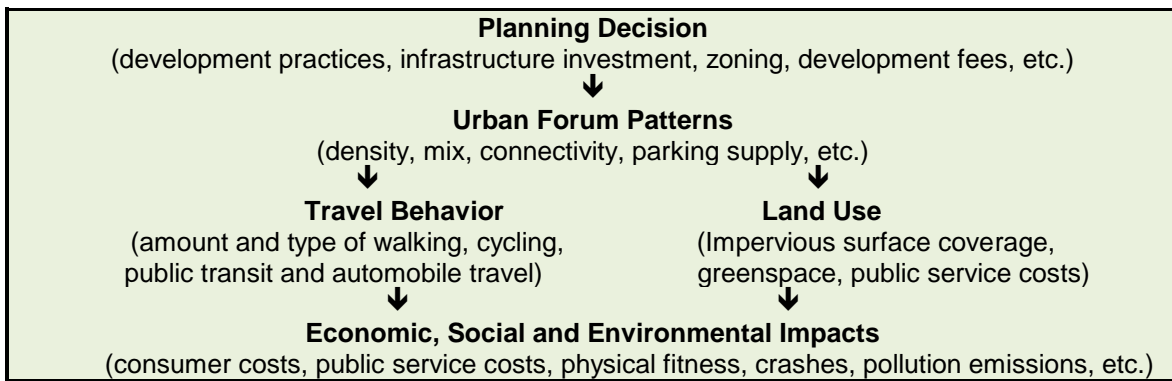 Planning Decision
(development practices, infrastructure investment, zoning, development fees, etc.)
Urban Forum Patterns
(density, mix, connectivity, parking supply, etc.)
Travel Behavior
(amount and type of walking, cycling,
public transit and automobile travel)
Land Use
(Impervious surface coverage,
greenspace, public service costs)
Economic, Social and Environmental Impacts
(consumer costs, public service costs, physical fitness, crashes, pollution emissions, etc.)